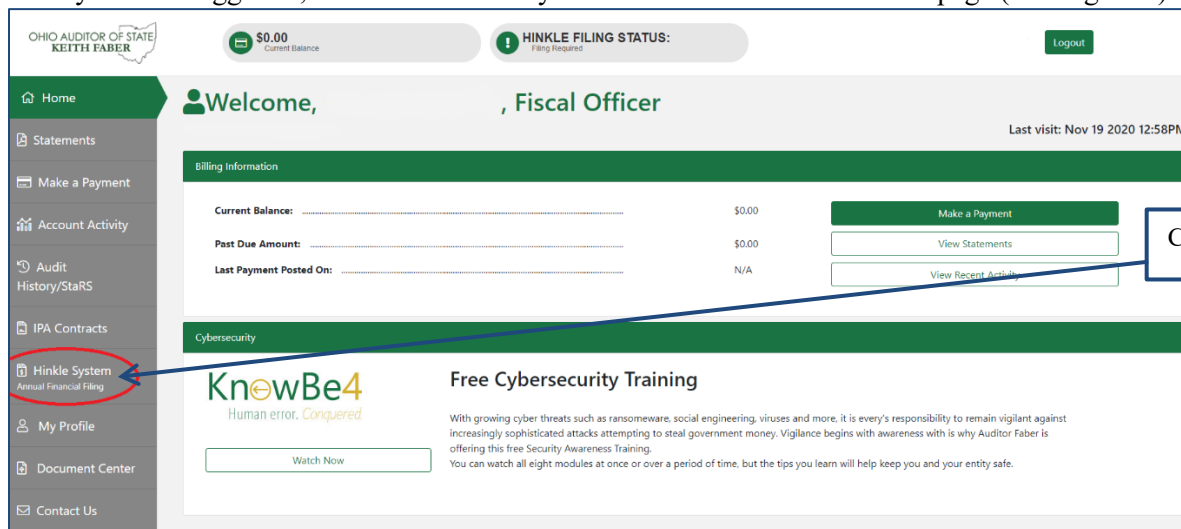 OHIO AUDITOR OF STATE
KEITH FABER
$0.00
Current Balance
HINKLE FILING STATUS:
Filing Required
Logout
Home
Statements
Make a Payment
Account Activity
Audit
History/StaRS
IPA Contracts
Hinkle System
Annual Financial Filing
My Profile
Document Center
Contact Us
Welcome, , Fiscal Officer
Last visit: Nov 19 2020 12:58PM
Billing Information
Current Balance: $0.00
Make a Payment
Past Due Amount: $0.00
View Statements
Last Payment Posted On: N/A
View Recent Activity
C
Cybersecurity
KnowBe4
Human error. Conquered.
Watch Now
Free Cybersecurity Training
With growing cyber threats such as ransomeware, social engineering, viruses and more, it is every's responsibility to remain vigilant against
increasingly sophisticated attacks attempting to steal government money. Vigilance begins with awareness with is why Auditor Faber is
offering this free Security Awareness Training.
You can watch all eight modules at once or over a period of time, but the tips you learn will help keep you and your entity safe.